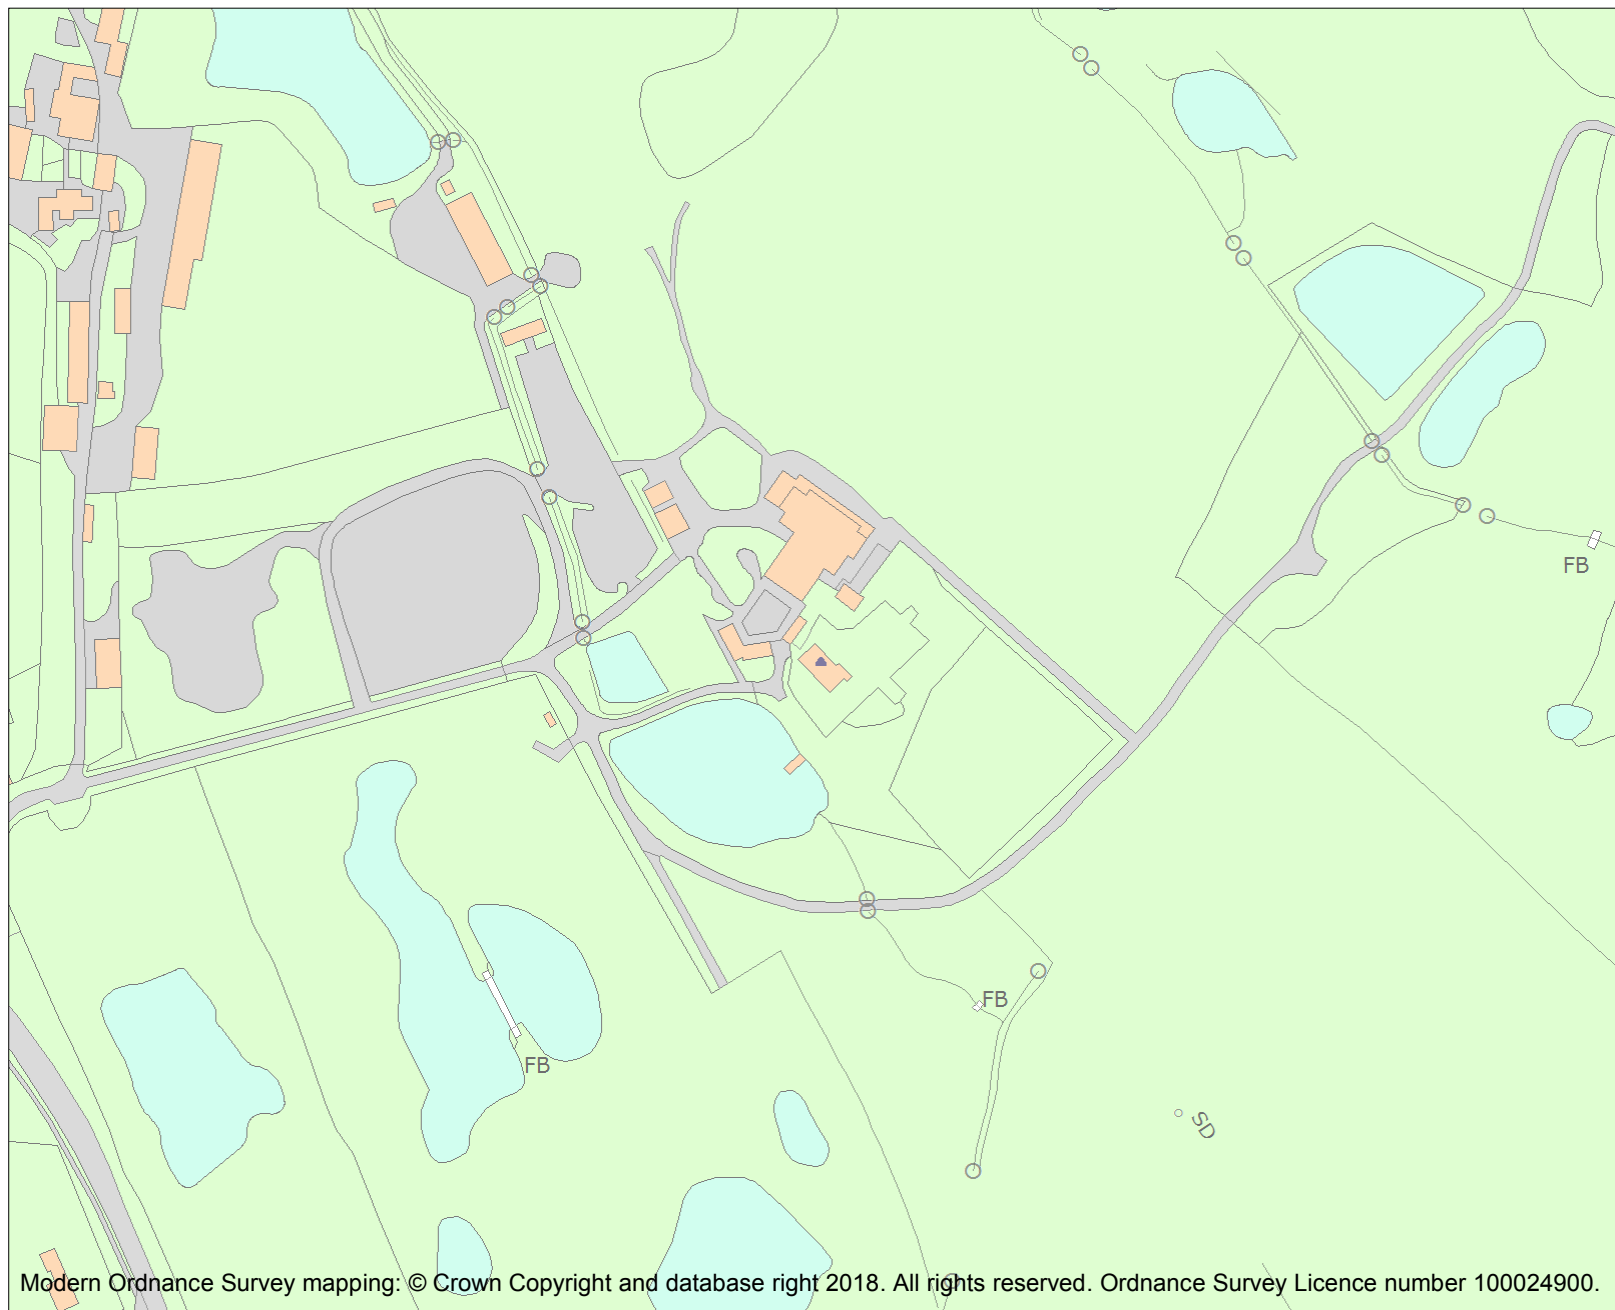 FB
FB
FB
SD
Modern Ordnance Survey mapping: © Crown Copyright and database right 2018. All rights reserved. Ordnance Survey Licence number 100024900.